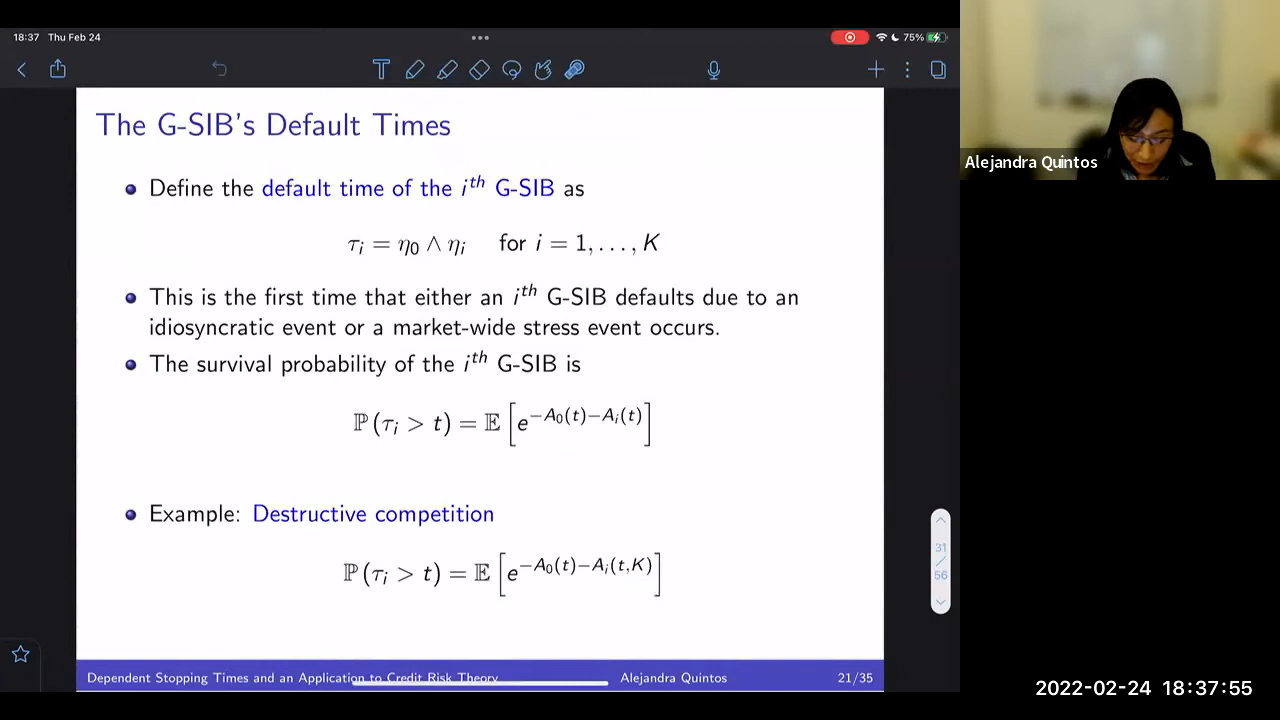 18:37 Thu Feb 24
75%
The G-SIB's Default Times
Define the default time of the i^{th} G-SIB as
τ_i = η_0 ∧ η_i for i = 1, . . . , K
This is the first time that either an i^{th} G-SIB defaults due to an
idiosyncratic event or a market-wide stress event occurs.
The survival probability of the i^{th} G-SIB is
ℙ (τ_i > t) = 𝔼 [e^{−A_0(t)−A_i(t)}]
Example: Destructive competition
ℙ (τ_i > t) = 𝔼 [e^{−A_0(t)−A_i(t,K)}]
31
/
56
Dependent Stopping Times and an Application to Credit Risk Theory
Alejandra Quintos
21/35
Alejandra Quintos
2022-02-24 18:37:55